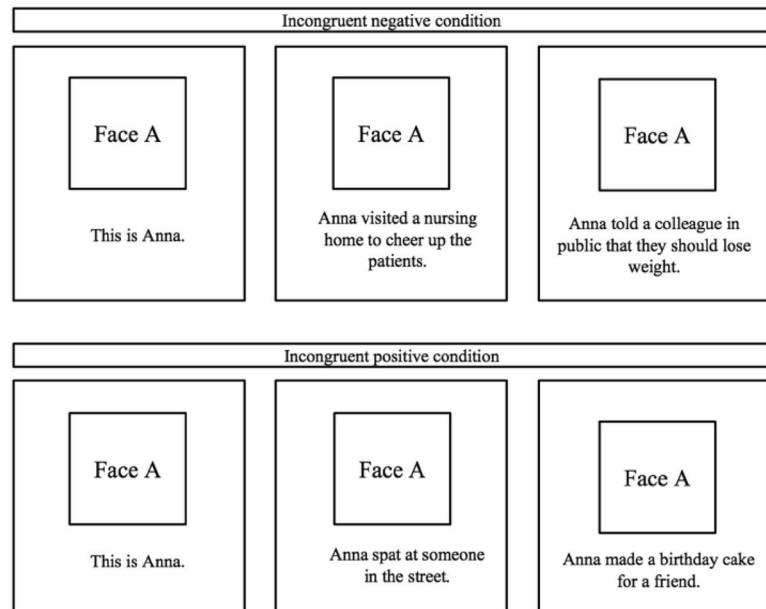 Incongruent negative condition
Face A
This is Anna.
Face A
Anna visited a nursing
home to cheer up the
patients.
Face A
Anna told a colleague in
public that they should lose
weight.
Incongruent positive condition
Face A
This is Anna.
Face A
Anna spat at someone
in the street.
Face A
Anna made a birthday cake
for a friend.